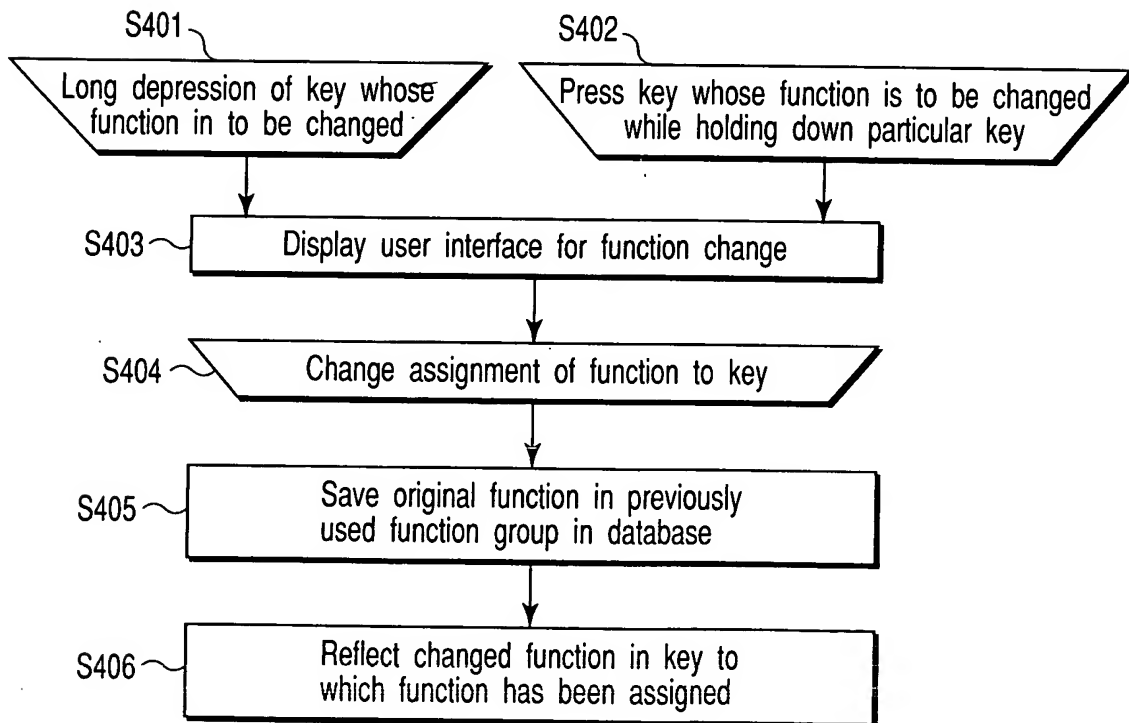 S401
Long depression of key whose
function in to be changed
S402
Press key whose function is to be changed
while holding down particular key
S403
Display user interface for function change
S404
Change assignment of function to key
S405
Save original function in previously
used function group in database
S406
Reflect changed function in key to
which function has been assigned